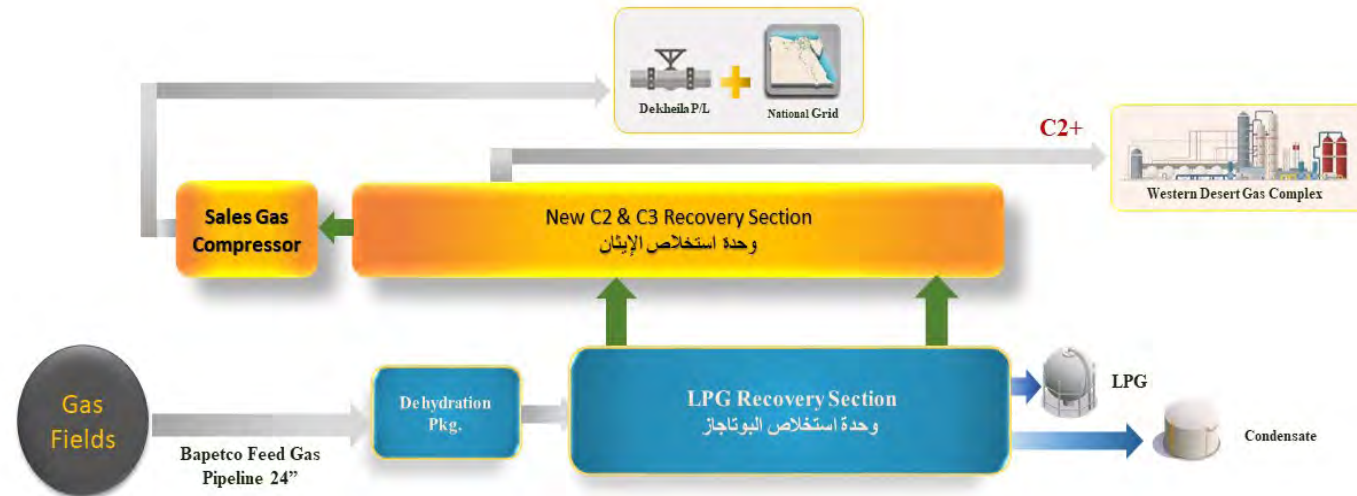 Dekheila P/L
National Grid
C2+
Western Desert Gas Complex
Sales Gas
Compressor
New C2 & C3 Recovery Section
وحدة استخلاص الإيثان
Gas
Fields
Bapetco Feed Gas
Pipeline 24”
Dehydration
Pkg.
LPG Recovery Section
وحدة استخلاص البوتاجاز
LPG
Condensate